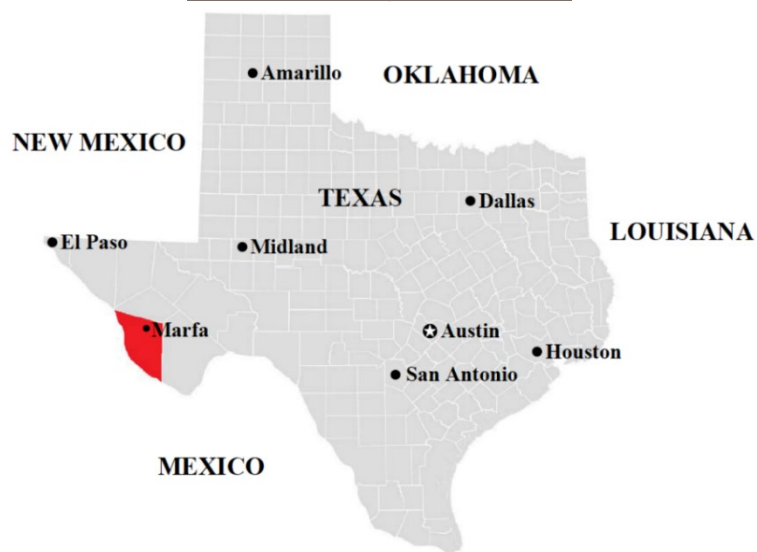 Amarillo
OKLAHOMA
NEW MEXICO
TEXAS
Dallas
LOUISIANA
El Paso
Midland
Marfa
Austin
Houston
San Antonio
MEXICO